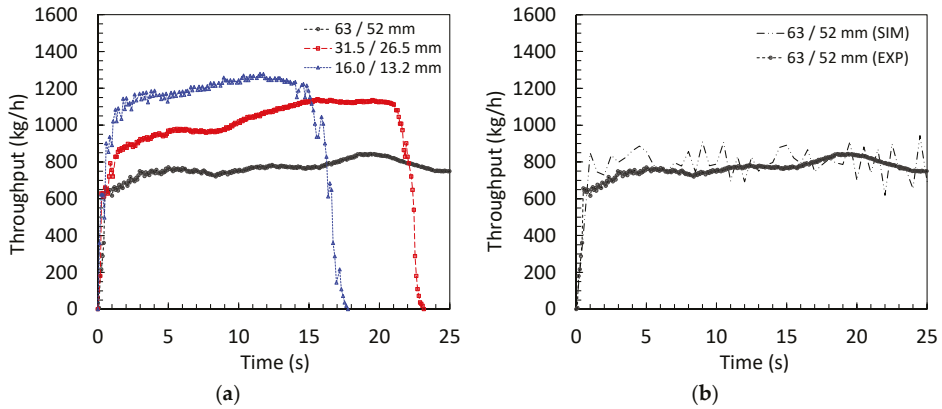 1600
1400
1200
1000
800
600
400
200
0
Throughput (kg/h)
63 / 52 mm
31.5 / 26.5 mm
16.0 / 13.2 mm
0 5 10 15 20 25
Time (s)
(a)
1600
1400
1200
1000
800
600
400
200
0
Throughput (kg/h)
63 / 52 mm (SIM)
63 / 52 mm (EXP)
0 5 10 15 20 25
Time (s)
(b)